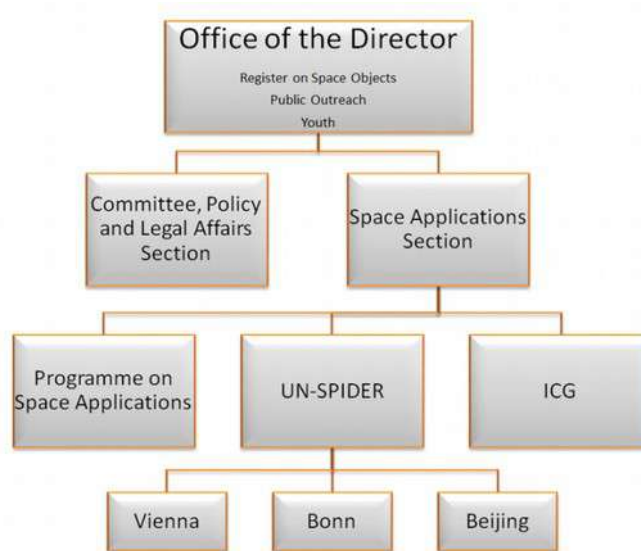 Office of the Director
Register on Space Objects
Public Outreach
Youth
Committee, Policy
and Legal Affairs
Section
Space Applications
Section
Programme on
Space Applications
UN-SPIDER
ICG
Vienna
Bonn
Beijing